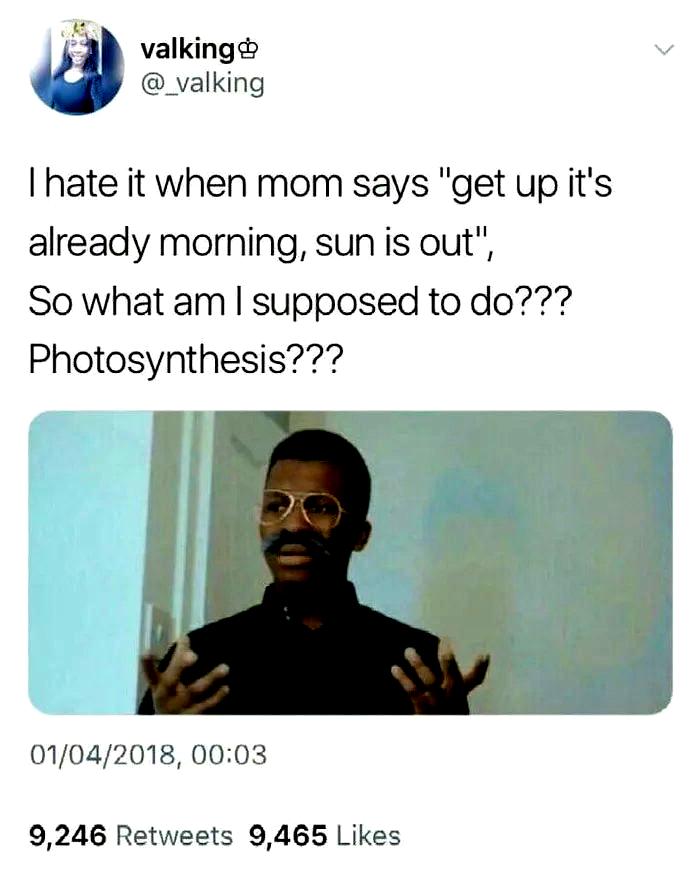 valking♔
@_valking
I hate it when mom says "get up it's
already morning, sun is out",
So what am I supposed to do???
Photosynthesis???
01/04/2018, 00:03
9,246 Retweets 9,465 Likes